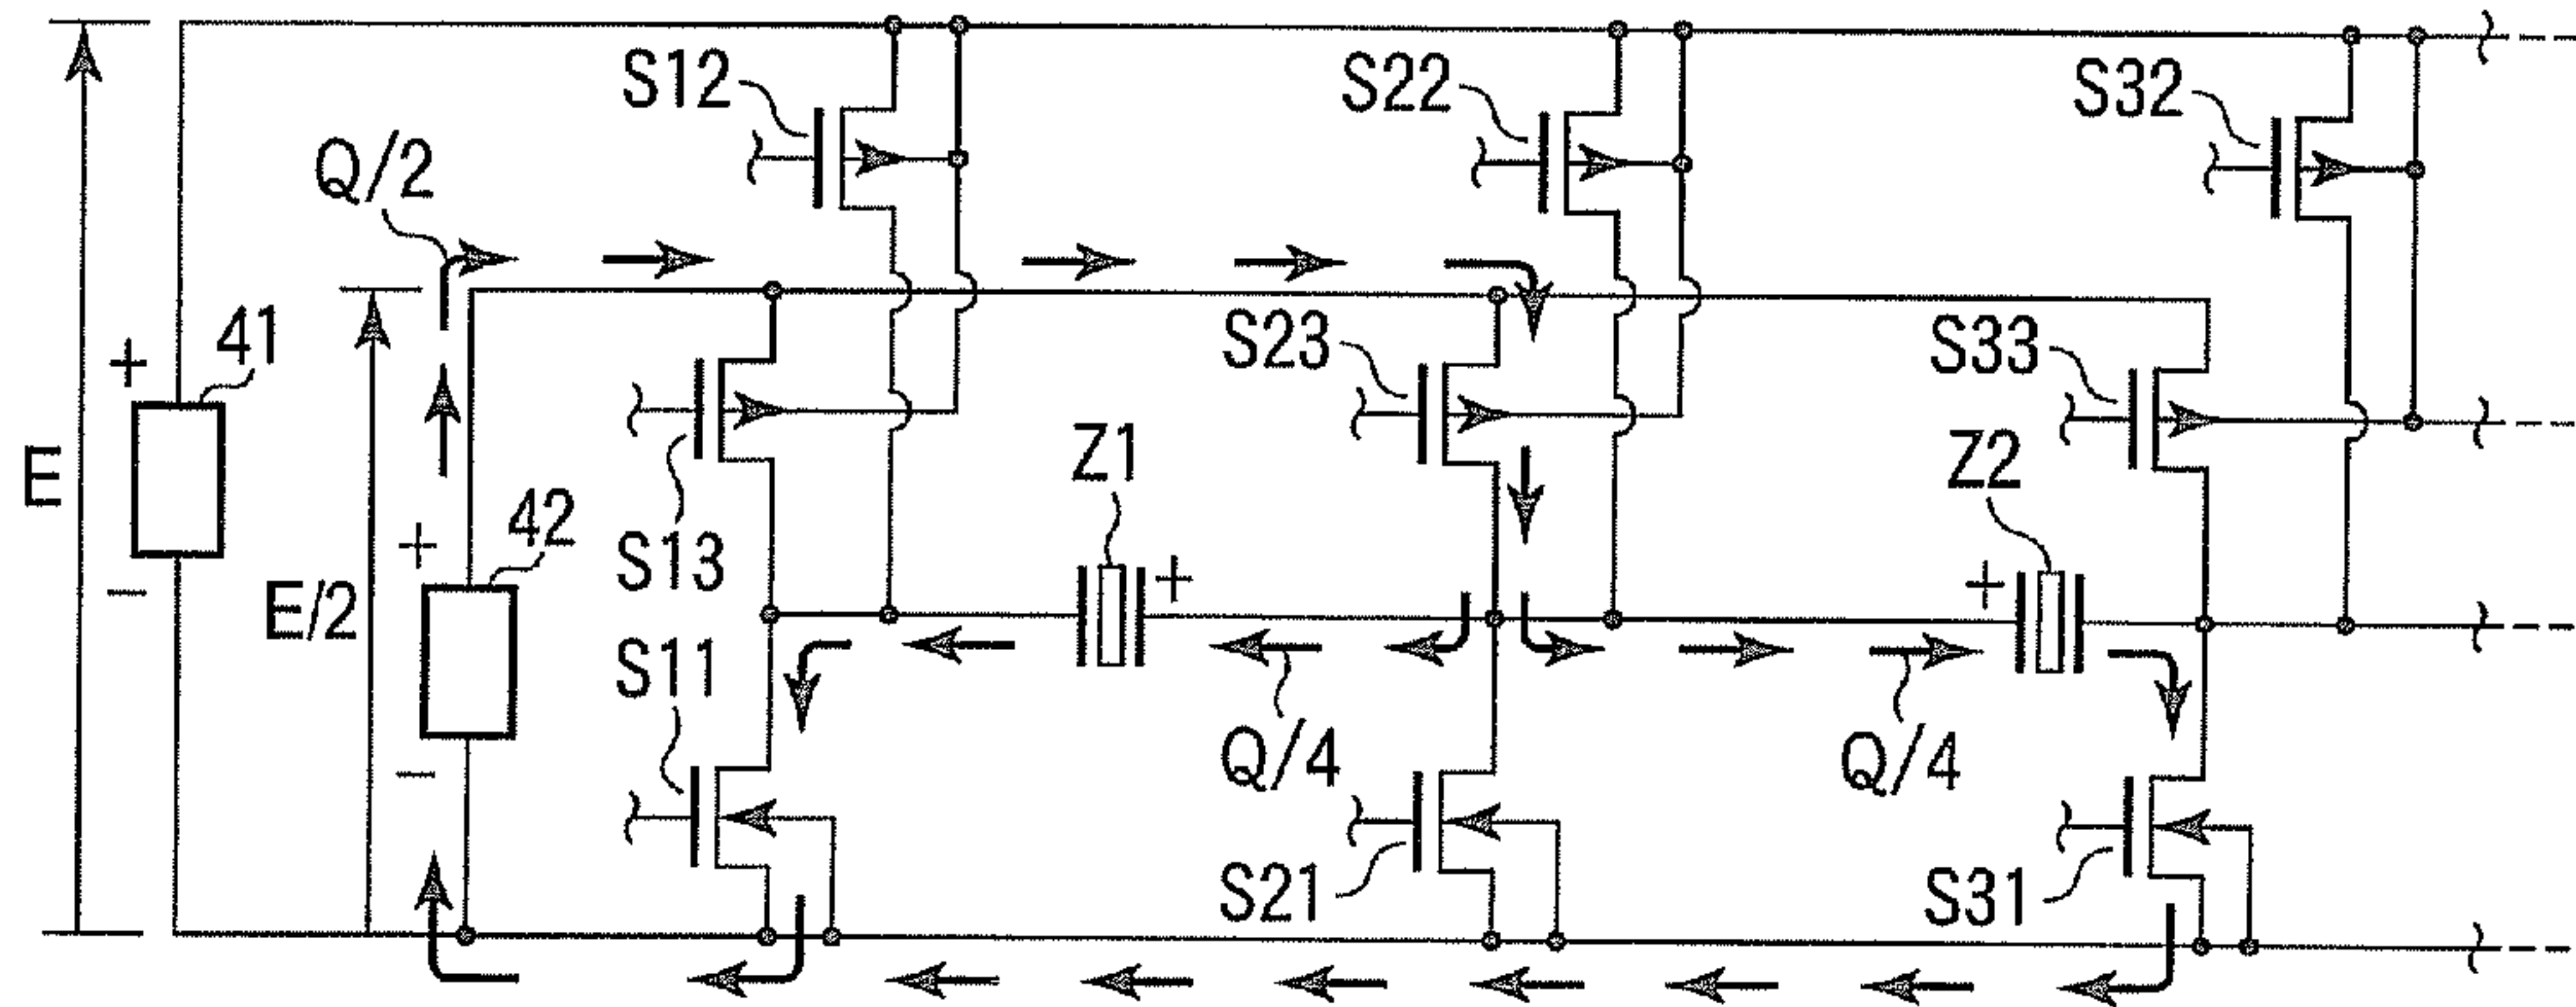 S12
S22
S32
Q/2
E
+
41
−
E/2
+
42
−
S13
S23
S33
Z1
+
Z2
+
S11
Q/4
Q/4
S21
S31